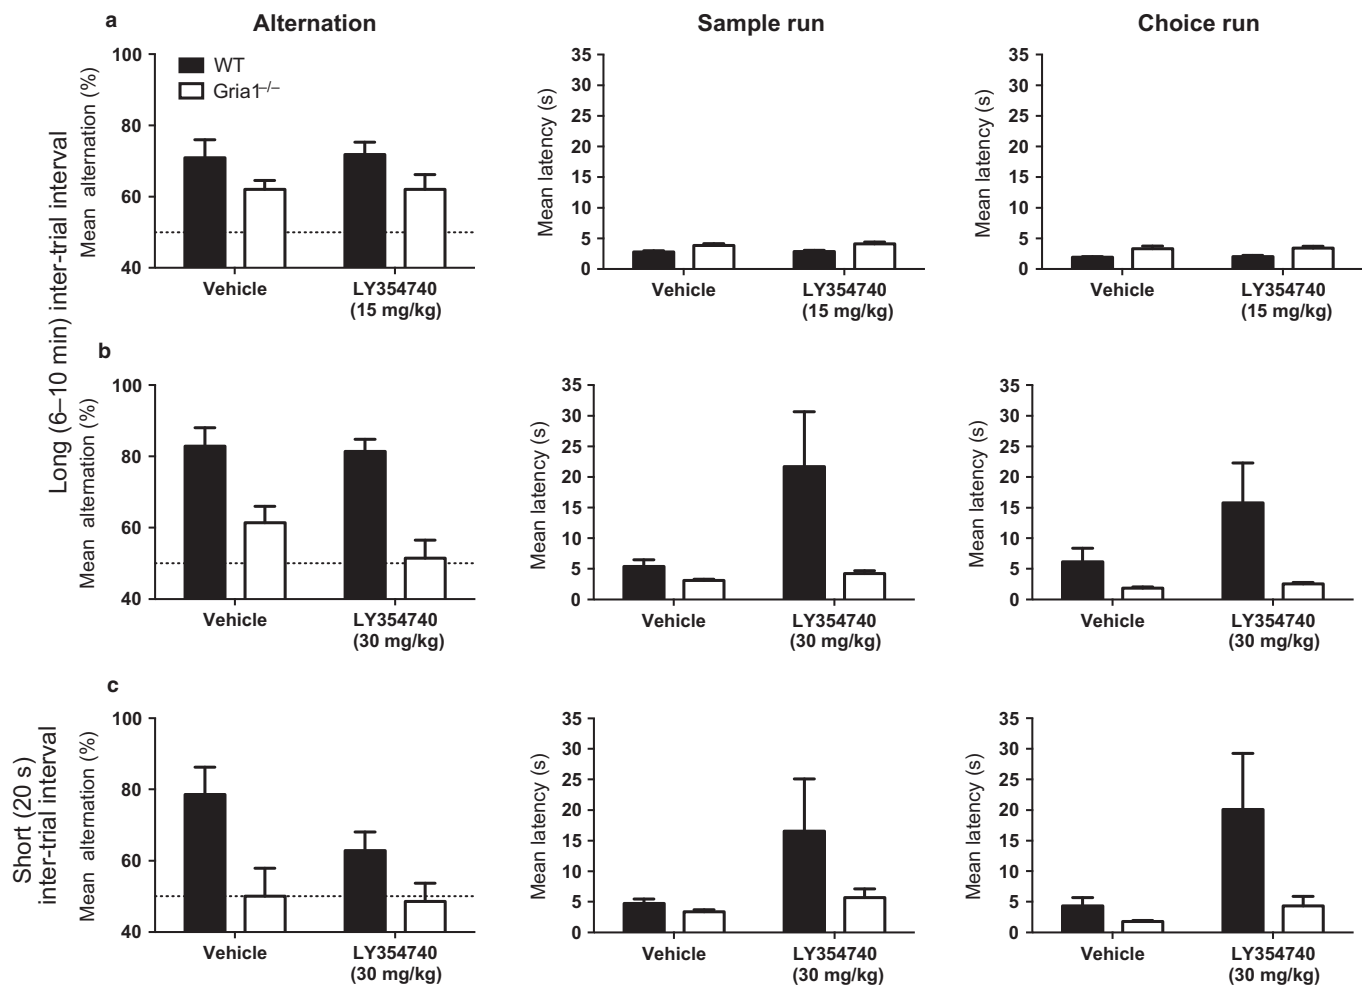 a
Alternation
Sample run
Choice run
Long (6–10 min) inter-trial interval
Mean alternation (%)
100
80
60
40
WT
Gria1–/–
Vehicle
LY354740
(15 mg/kg)
Mean latency (s)
35
30
25
20
15
10
5
0
Vehicle
LY354740
(15 mg/kg)
Mean latency (s)
35
30
25
20
15
10
5
0
Vehicle
LY354740
(15 mg/kg)
b
Mean alternation (%)
100
80
60
40
Vehicle
LY354740
(30 mg/kg)
Mean latency (s)
35
30
25
20
15
10
5
0
Vehicle
LY354740
(30 mg/kg)
Mean latency (s)
35
30
25
20
15
10
5
0
Vehicle
LY354740
(30 mg/kg)
c
Short (20 s)
inter-trial interval
Mean alternation (%)
100
80
60
40
Vehicle
LY354740
(30 mg/kg)
Mean latency (s)
35
30
25
20
15
10
5
0
Vehicle
LY354740
(30 mg/kg)
Mean latency (s)
35
30
25
20
15
10
5
0
Vehicle
LY354740
(30 mg/kg)